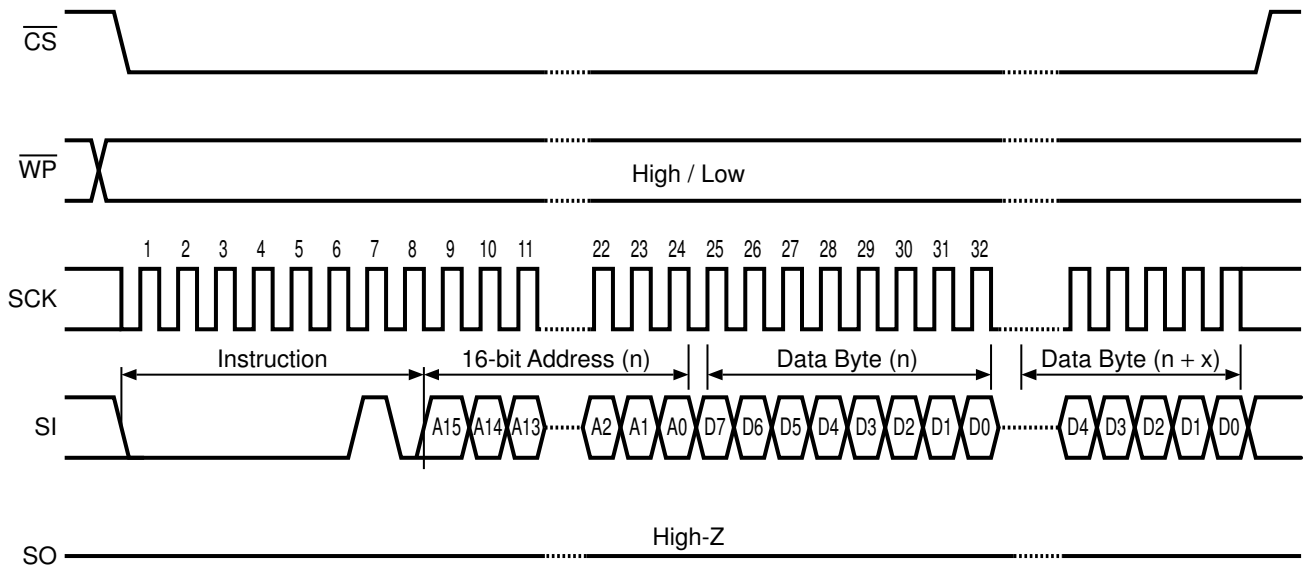 CS
WP
High / Low
1 2 3 4 5 6 7 8 9 10 11 22 23 24 25 26 27 28 29 30 31 32
SCK
Instruction 16-bit Address (n) Data Byte (n) Data Byte (n + x)
SI A15 A14 A13 A2 A1 A0 D7 D6 D5 D4 D3 D2 D1 D0 D4 D3 D2 D1 D0
High-Z
SO